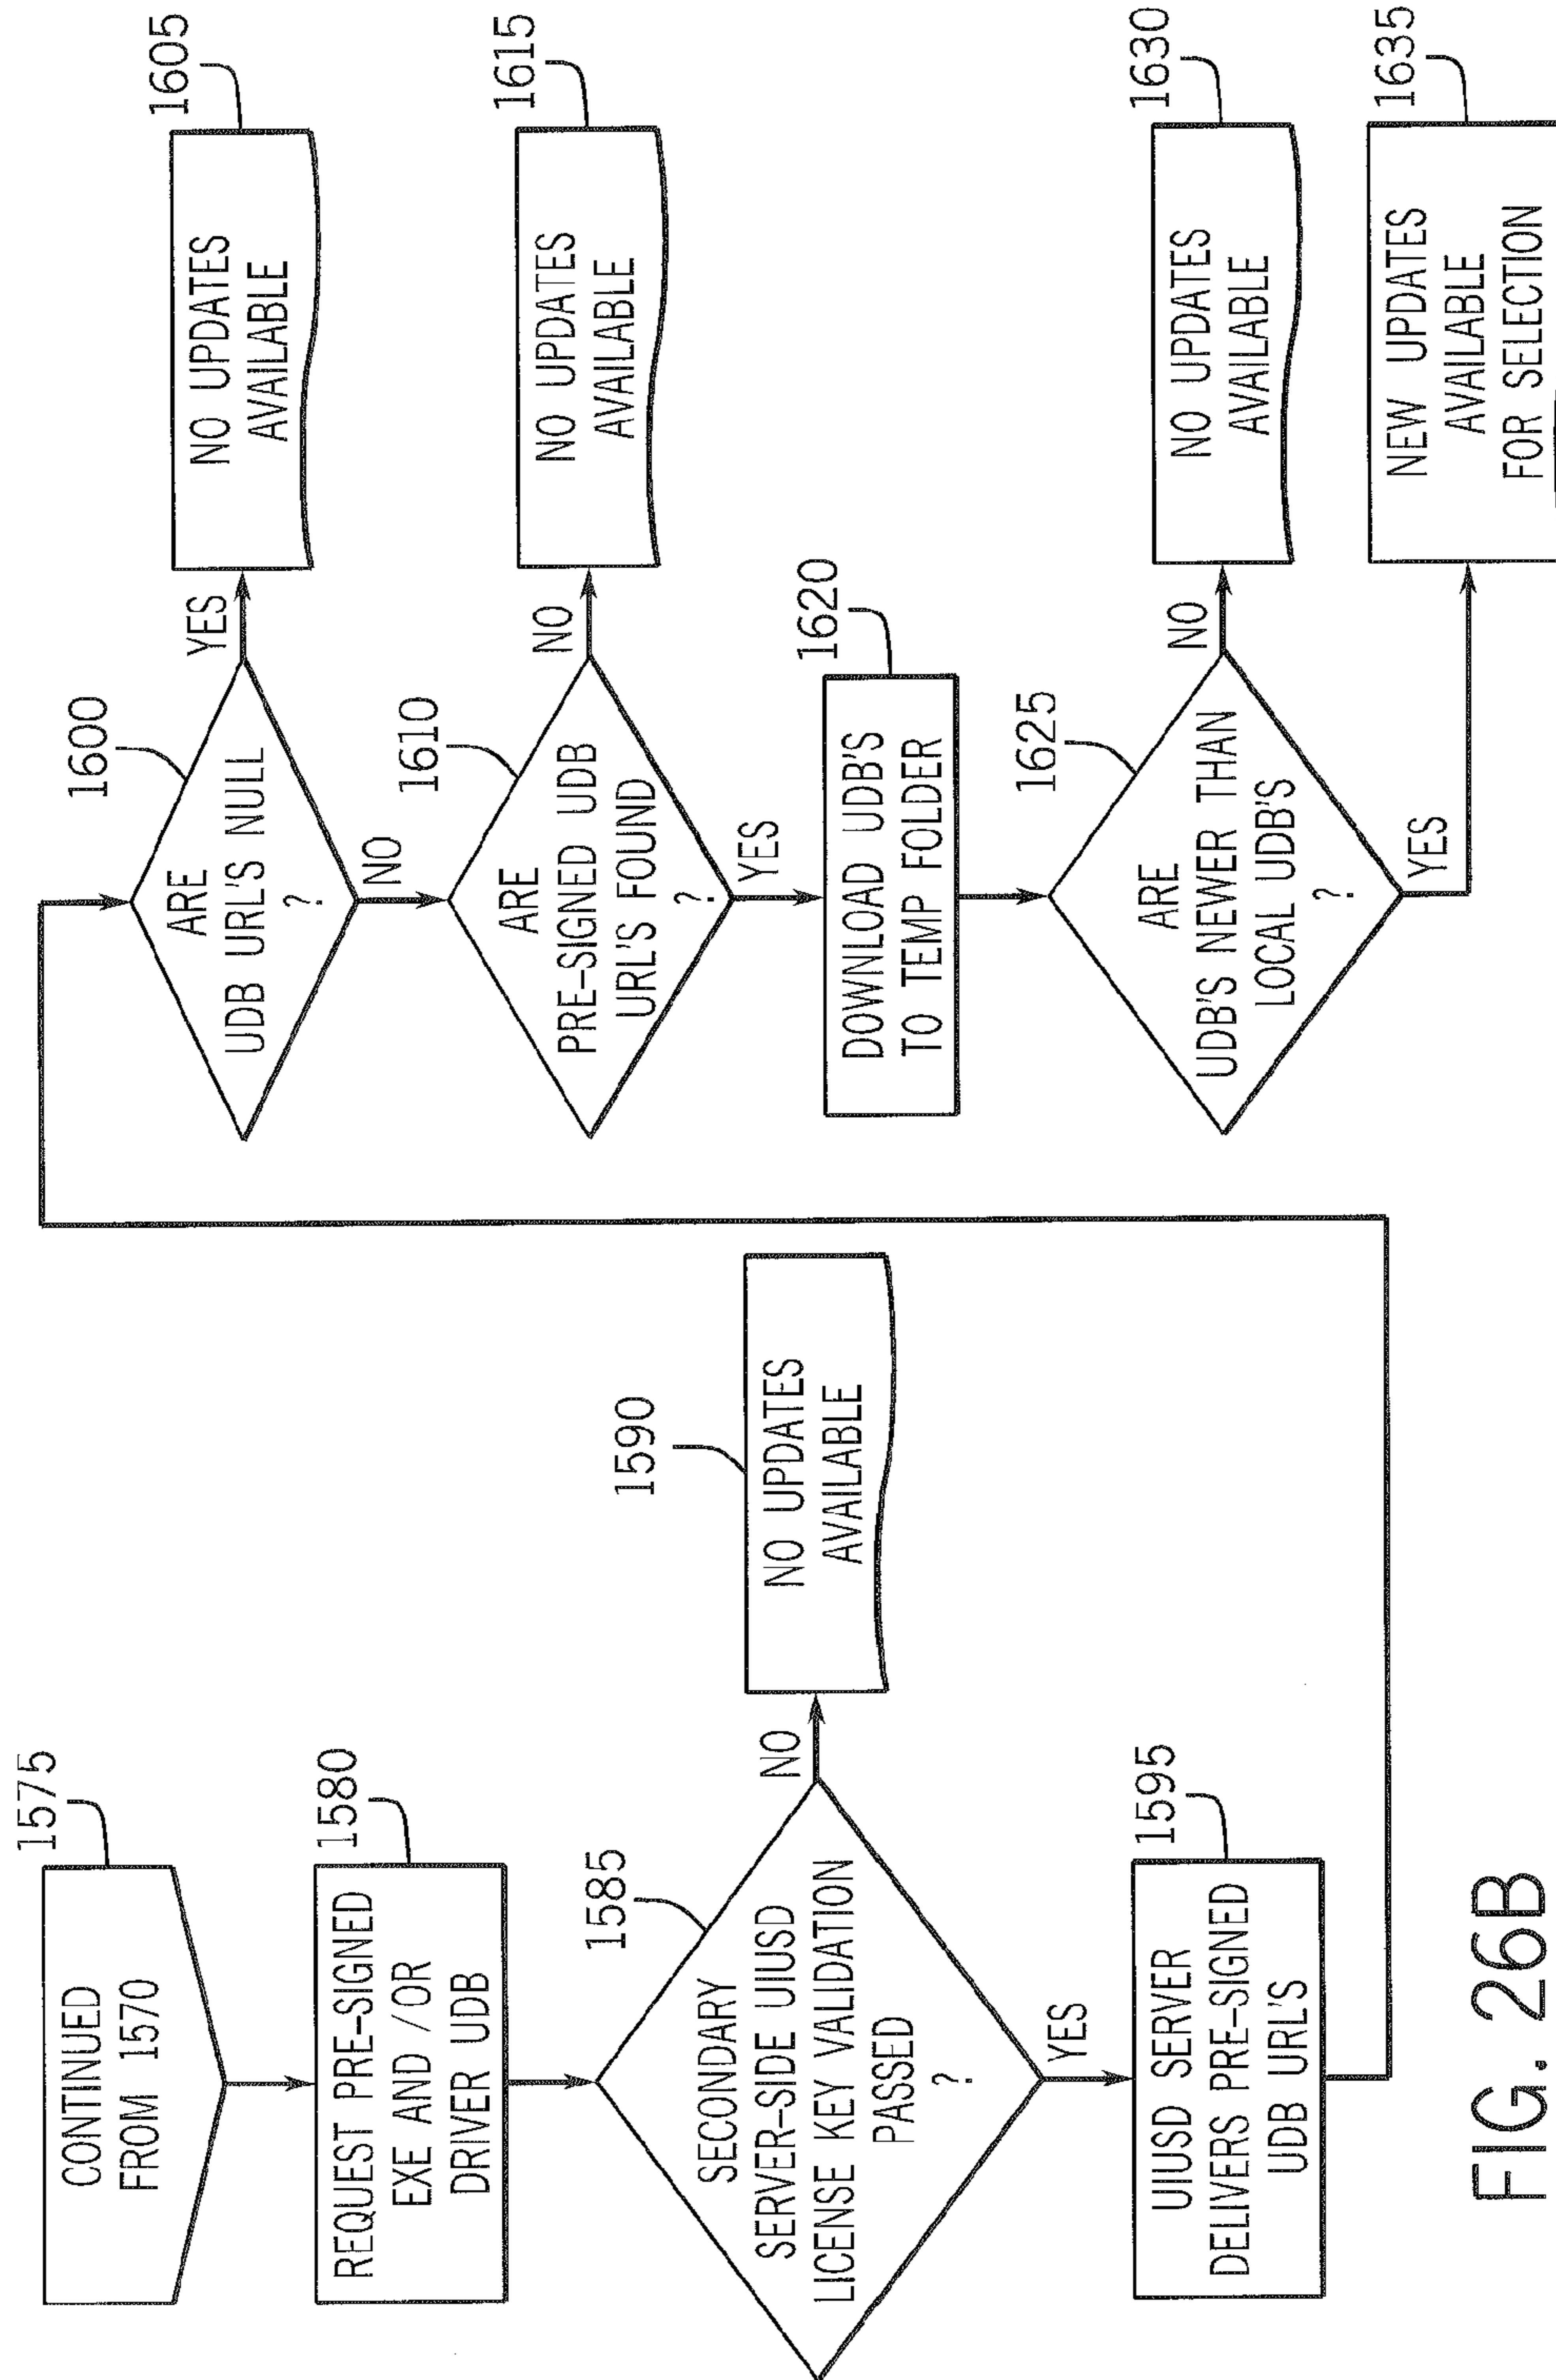 1575
CONTINUED
FROM 1570
1580
REQUEST PRE-SIGNED
EXE AND /OR
DRIVER UDB
1585
SECONDARY
SERVER-SIDE UIUSD
LICENSE KEY VALIDATION
PASSED
?
NO
1590
NO UPDATES
AVAILABLE
YES
1595
UIUSD SERVER
DELIVERS PRE-SIGNED
UDB URL'S
1600
ARE
UDB URL'S NULL
?
YES
1605
NO UPDATES
AVAILABLE
NO
1610
ARE
PRE-SIGNED UDB
URL'S FOUND
?
NO
1615
NO UPDATES
AVAILABLE
YES
1620
DOWNLOAD UDB'S
TO TEMP FOLDER
1625
ARE
UDB'S NEWER THAN
LOCAL UDB'S
?
NO
1630
NO UPDATES
AVAILABLE
YES
1635
NEW UPDATES
AVAILABLE
FOR SELECTION
FIG. 26B